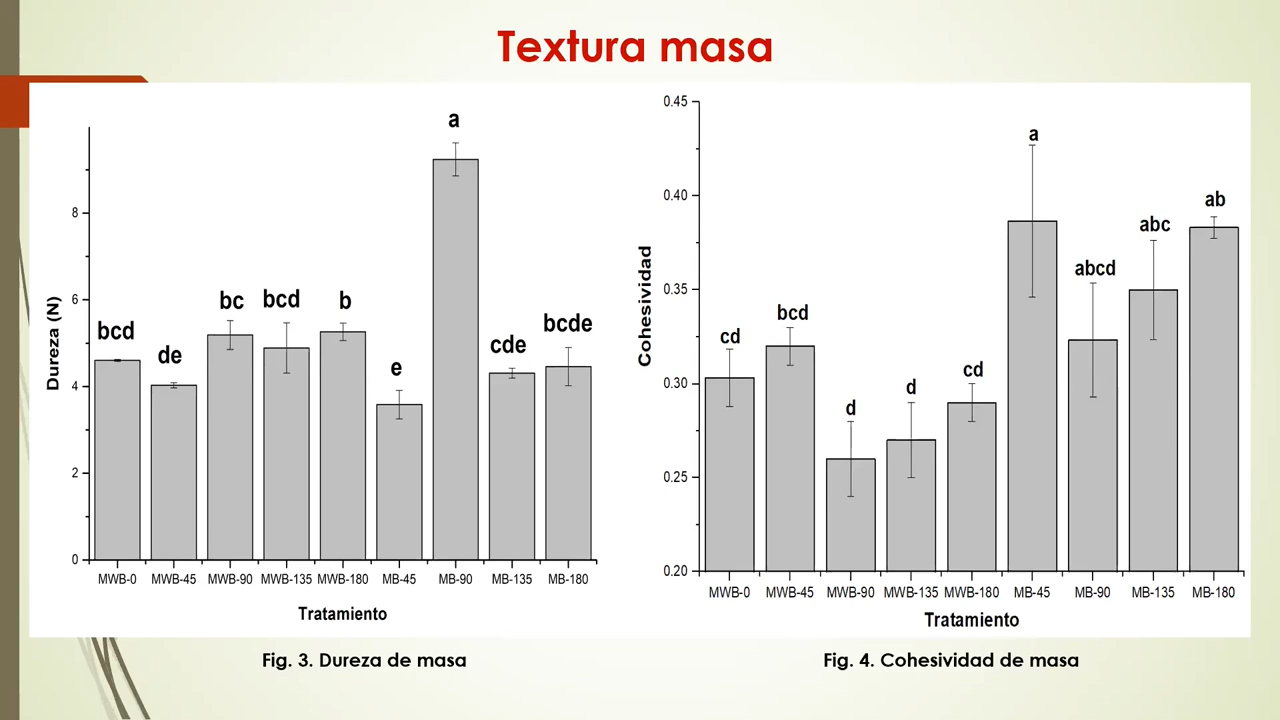 Textura masa
Dureza (N)
8
6
4
2
0
a
bcd
de
bc
bcd
b
e
cde
bcde
MWB-0 MWB-45 MWB-90 MWB-135 MWB-180 MB-45 MB-90 MB-135 MB-180
Tratamiento
Fig. 3. Dureza de masa
Cohesividad
0.45
0.40
0.35
0.30
0.25
0.20
cd
bcd
d
d
cd
a
abcd
abc
ab
MWB-0 MWB-45 MWB-90 MWB-135 MWB-180 MB-45 MB-90 MB-135 MB-180
Tratamiento
Fig. 4. Cohesividad de masa